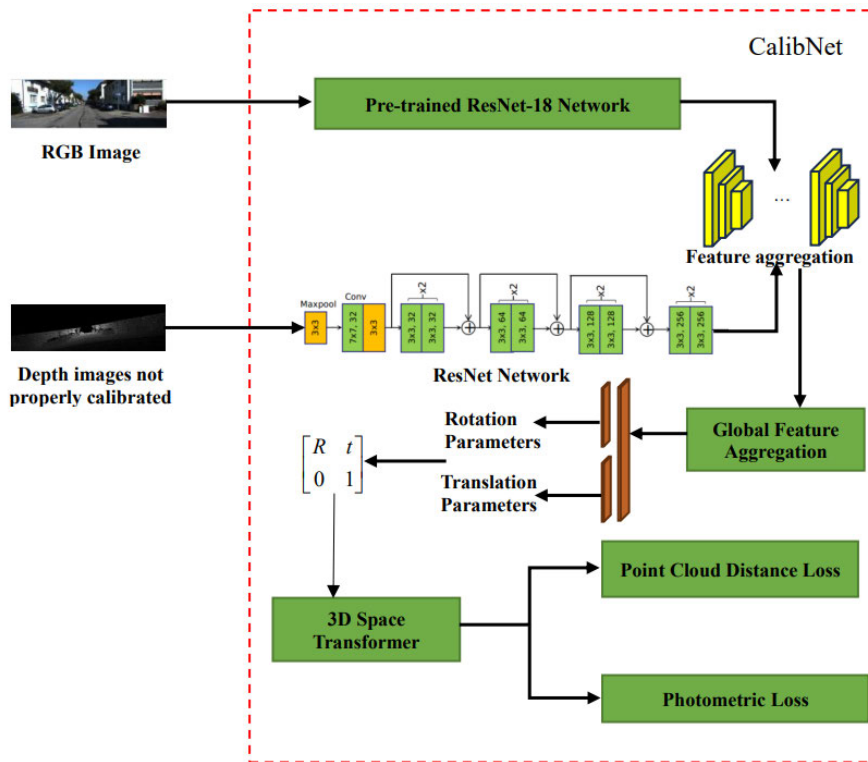 CalibNet
RGB Image
Pre-trained ResNet-18 Network
...
Feature aggregation
Maxpool
3x3
Conv
7x7, 32
3x3
x2
3x3, 32
3x3, 32
x2
3x3, 64
3x3, 64
x2
3x3, 128
3x3, 128
x2
3x3, 256
3x3, 256
ResNet Network
Depth images not
properly calibrated
Rotation
Parameters
Translation
Parameters
Global Feature
Aggregation
R t
0 1
3D Space
Transformer
Point Cloud Distance Loss
Photometric Loss